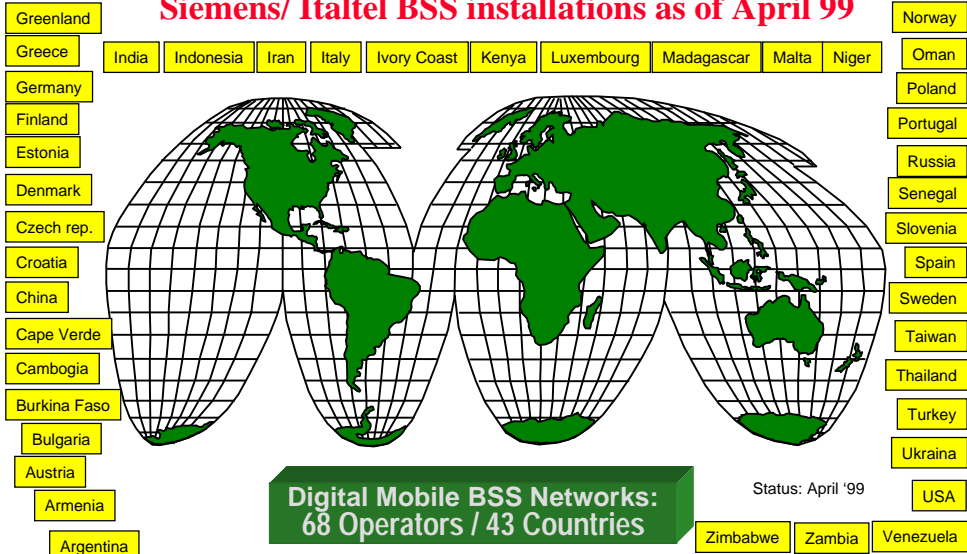 Siemens/ Italtel BSS installations as of April 99
Greenland
Greece
Germany
Finland
Estonia
Denmark
Czech rep.
Croatia
China
Cape Verde
Cambogia
Burkina Faso
Bulgaria
Austria
Armenia
Argentina
India
Indonesia
Iran
Italy
Ivory Coast
Kenya
Luxembourg
Madagascar
Malta
Niger
Norway
Oman
Poland
Portugal
Russia
Senegal
Slovenia
Spain
Sweden
Taiwan
Thailand
Turkey
Ukraina
USA
Venezuela
Zambia
Zimbabwe
Status: April ‘99
Digital Mobile BSS Networks:
68 Operators / 43 Countries